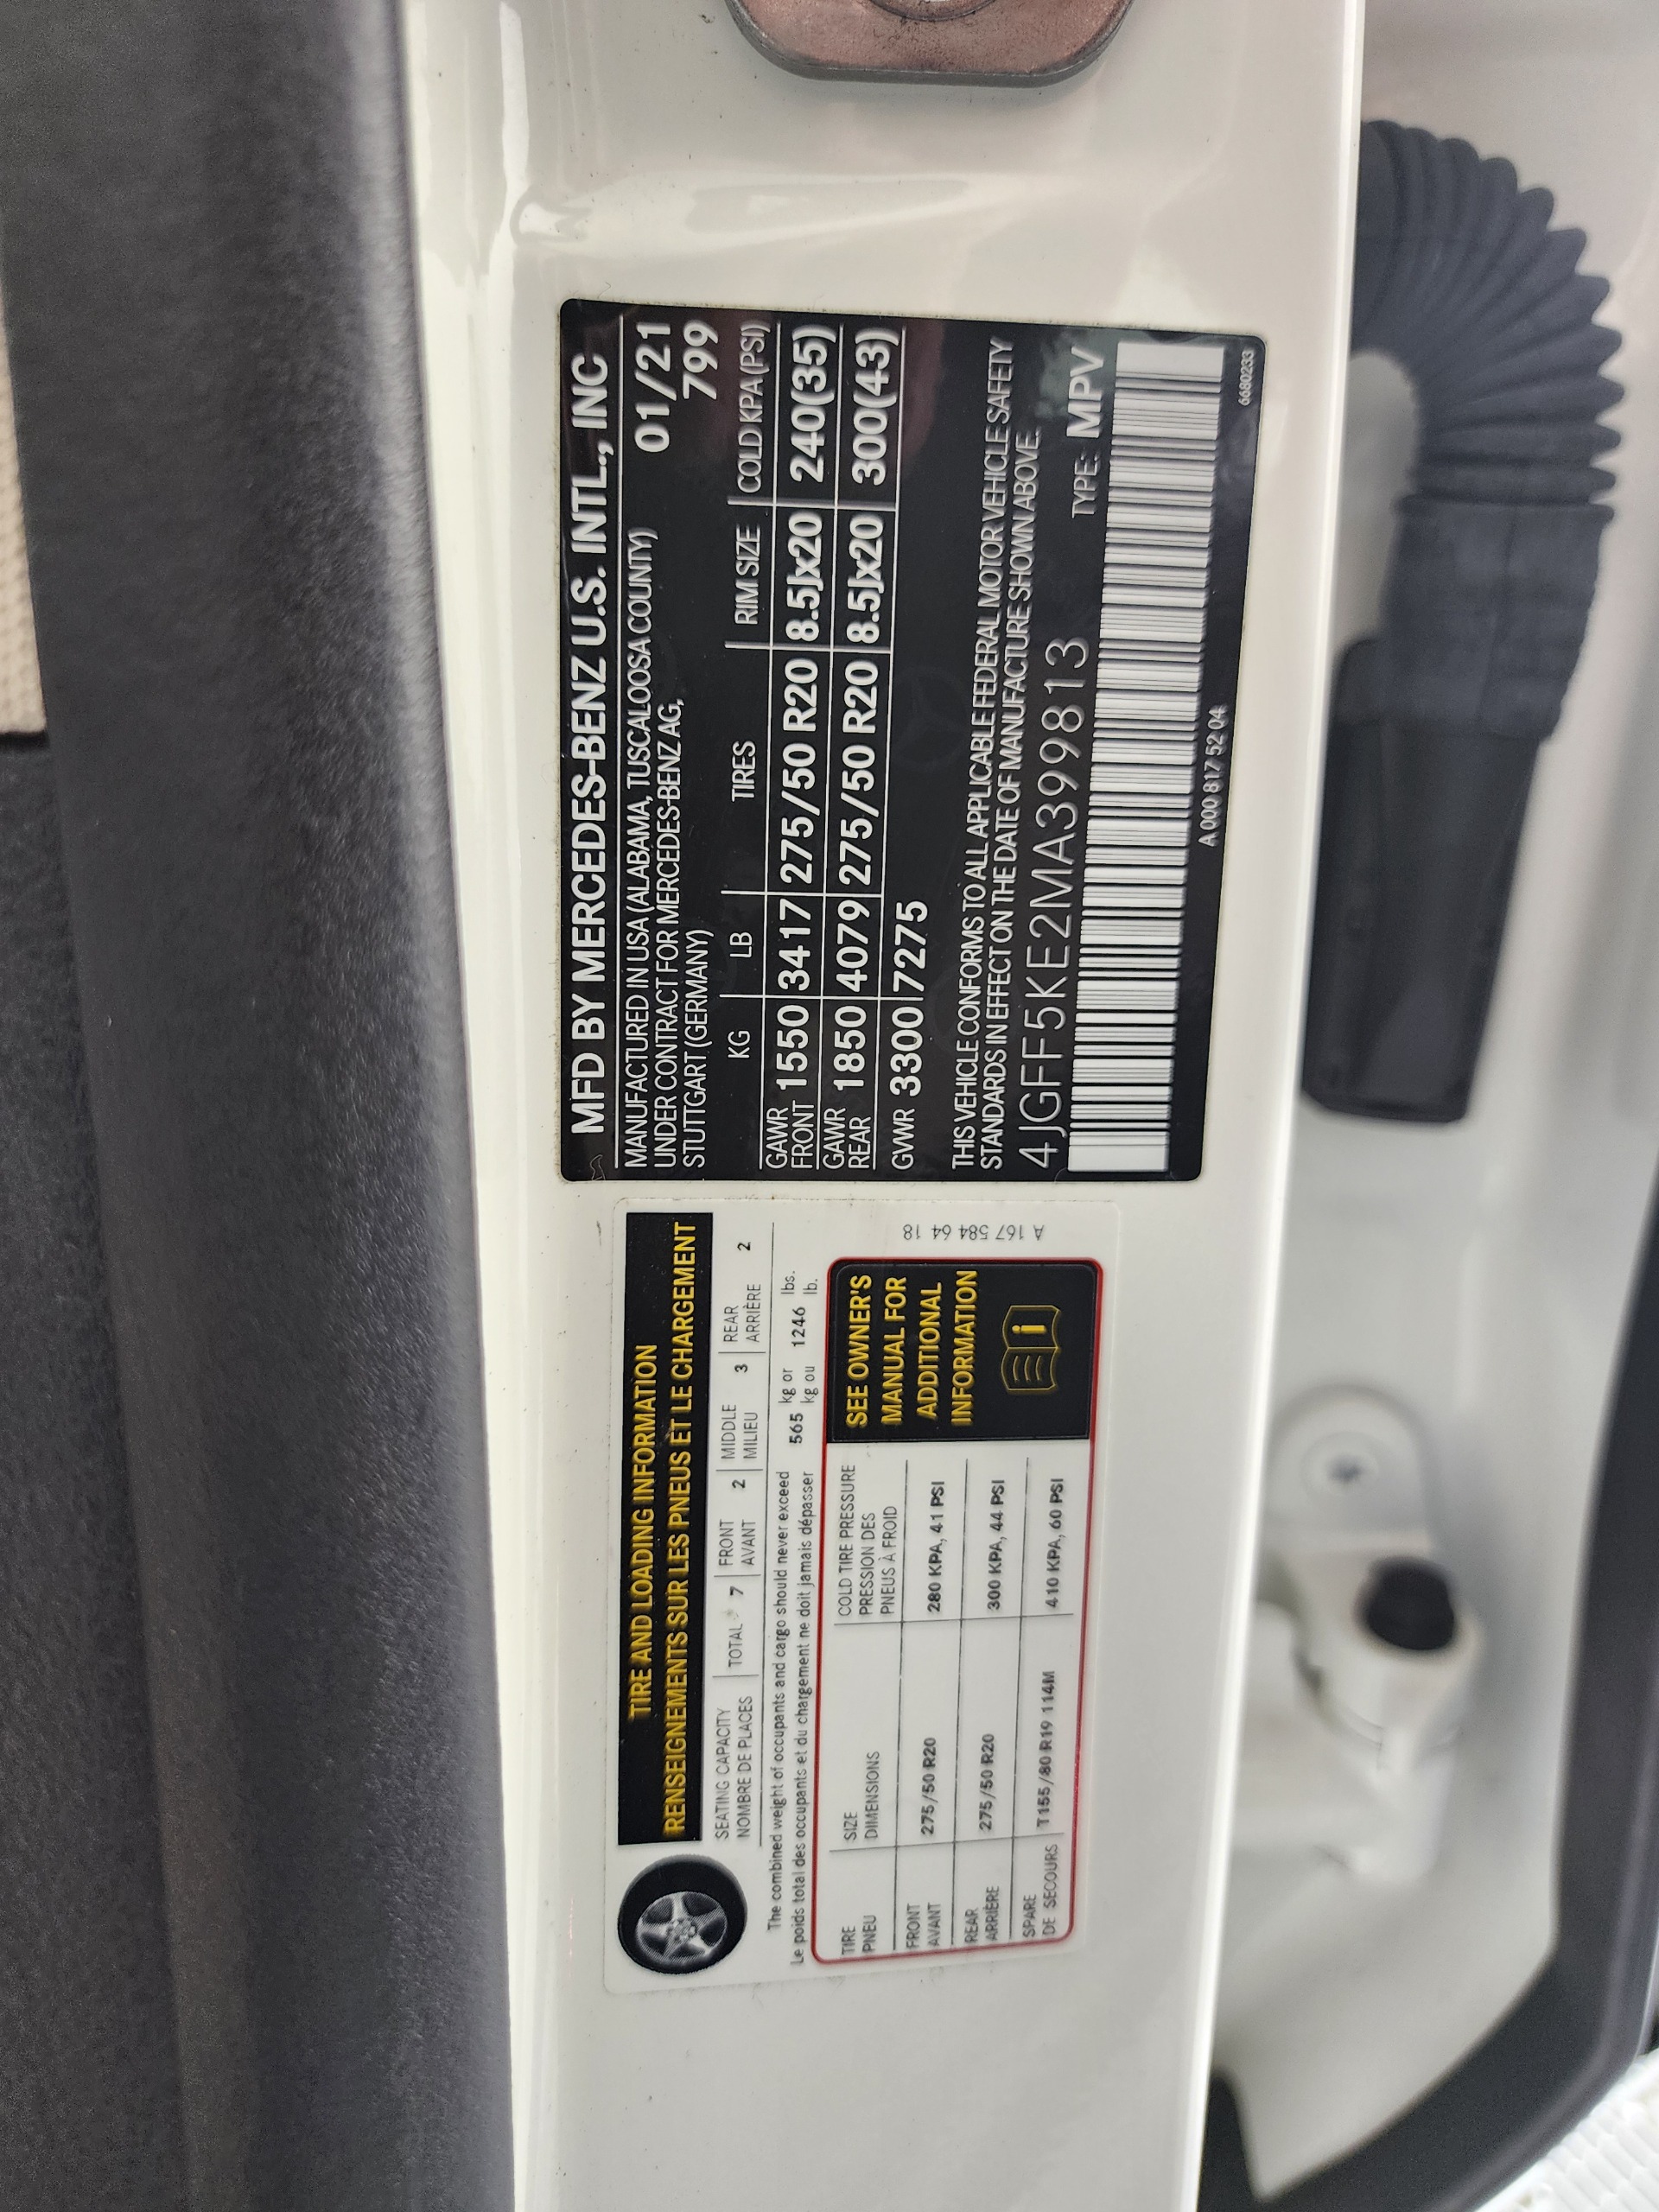 MFD BY MERCEDES-BENZ U.S. INTL., INC
MANUFACTURED IN USA (ALABAMA, TUSCALOOSA COUNTY) 01/21
UNDER CONTRACT FOR MERCEDES-BENZ AG, 799
STUTTGART (GERMANY)
KG LB TIRES RIM SIZE COLD KPA (PSI)
GAWR FRONT 1550 3417 275/50 R20 8.5Jx20 240(35)
GAWR REAR 1850 4079 275/50 R20 8.5Jx20 300(43)
GVWR 3300 7275
THIS VEHICLE CONFORMS TO ALL APPLICABLE FEDERAL MOTOR VEHICLE SAFETY
STANDARDS IN EFFECT ON THE DATE OF MANUFACTURE SHOWN ABOVE.
4JGFF5KE2MA399813 TYPE: MPV
A 000 817 52 04 6680233
TIRE AND LOADING INFORMATION
RENSEIGNEMENTS SUR LES PNEUS ET LE CHARGEMENT
SEATING CAPACITY TOTAL 7 FRONT 2 MIDDLE 3 REAR 2
NOMBRE DE PLACES AVANT MILIEU ARRIÈRE
The combined weight of occupants and cargo should never exceed 565 kg or 1246 lbs.
Le poids total des occupants et du chargement ne doit jamais dépasser kg ou lb.
TIRE SIZE COLD TIRE PRESSURE
PNEU DIMENSIONS PRESSION DES
PNEUS À FROID
FRONT
AVANT 275/50 R20 280 KPA, 41 PSI
REAR
ARRIÈRE 275/50 R20 300 KPA, 44 PSI
SPARE
DE SECOURS T155/80 R19 114M 410 KPA, 60 PSI
SEE OWNER'S
MANUAL FOR
ADDITIONAL
INFORMATION
i
A 167 584 64 18